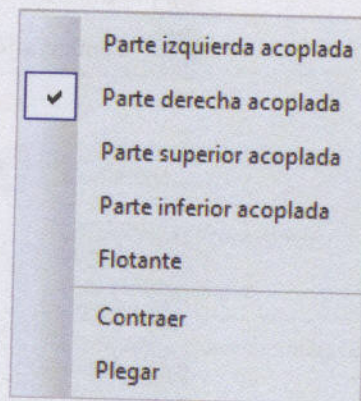 Parte izquierda acoplada
Parte derecha acoplada
Parte superior acoplada
Parte inferior acoplada
Flotante
Contraer
Plegar